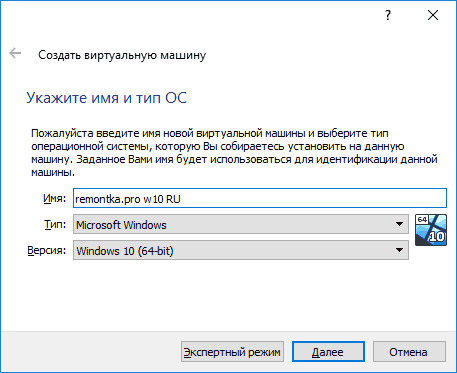 ?
Создать виртуальную машину
Укажите имя и тип ОС
Пожалуйста введите имя новой виртуальной машины и выберите тип
операционной системы, которую Вы собираетесь установить на данную
машину. Заданное Вами имя будет использоваться для идентификации данной
машины.
Имя: remontka.pro w10 RU
Тип: Microsoft Windows
64
10
Версия: Windows 10 (64-bit)
Экспертный режим Далее Отмена